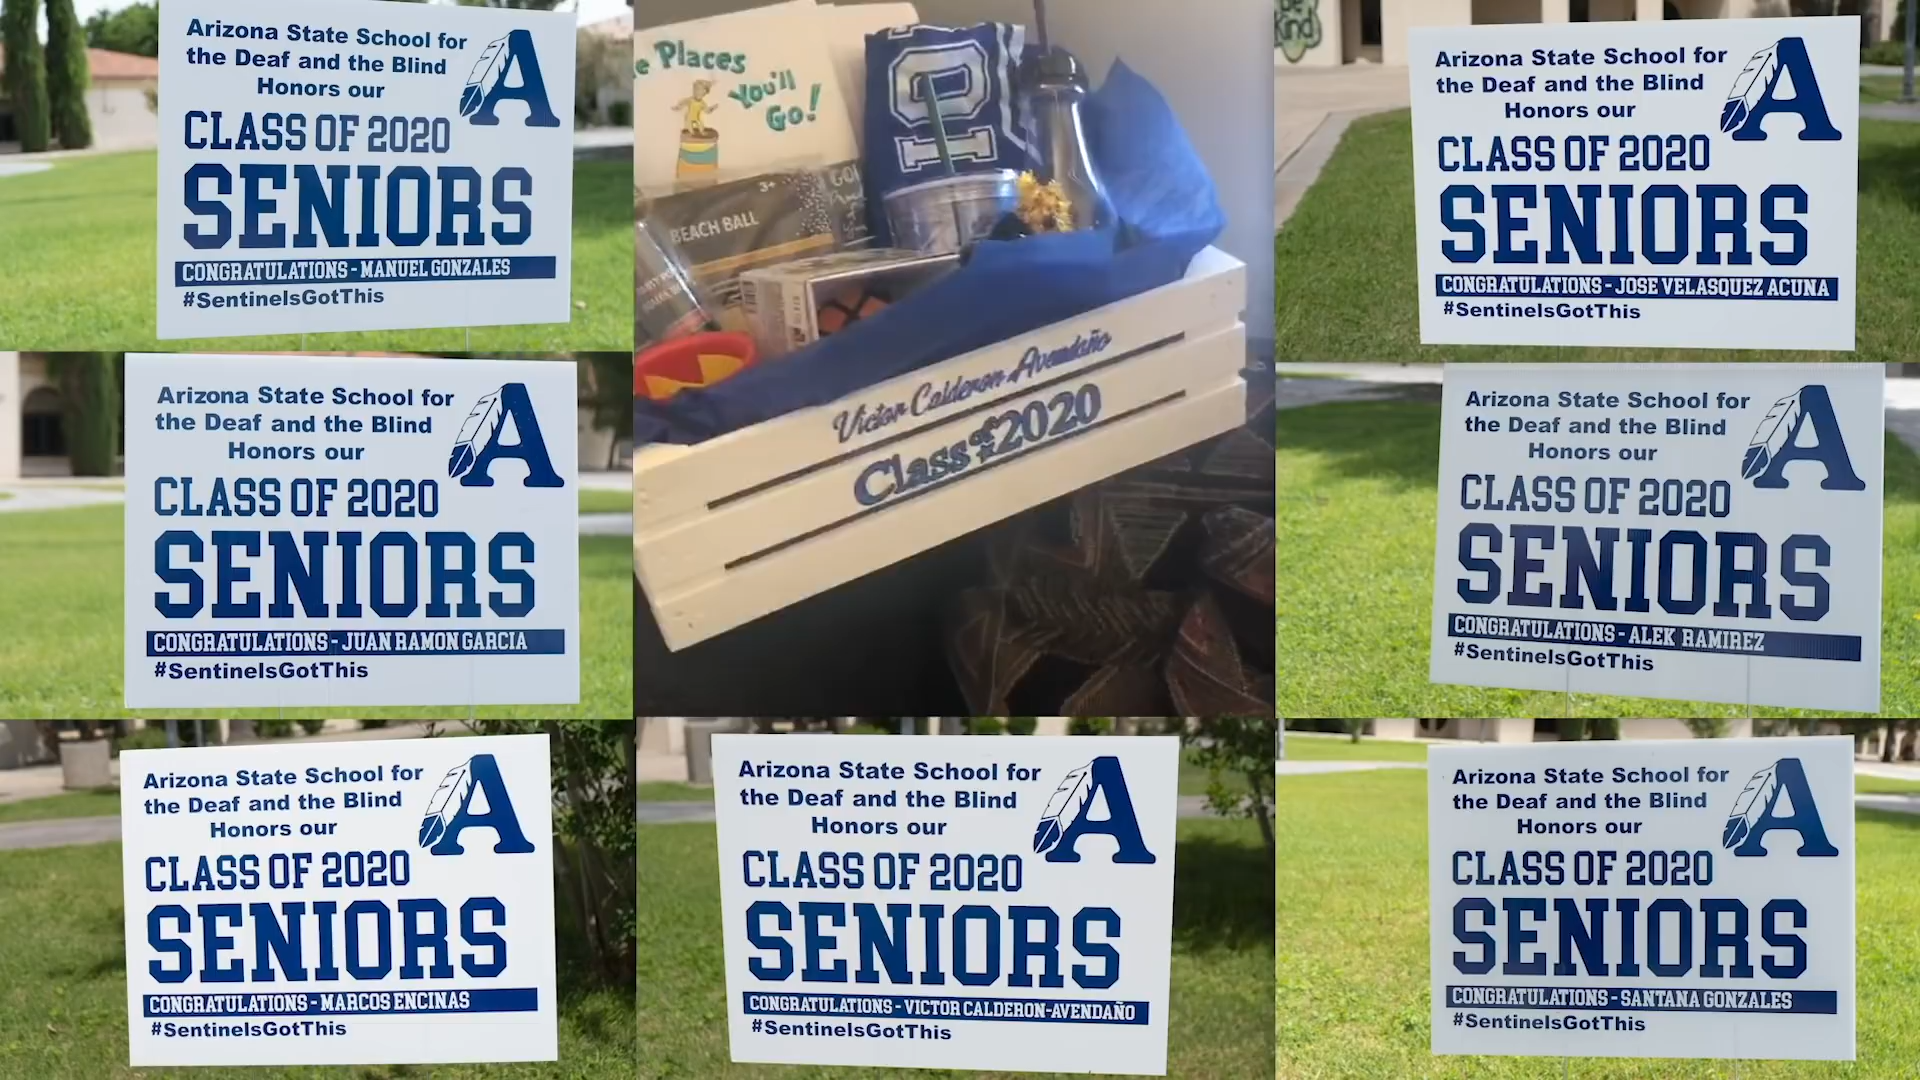 Arizona State School for
the Deaf and the Blind
Honors our
A
CLASS OF 2020
SENIORS
CONGRATULATIONS - MANUEL GONZALES
#SentinelsGotThis
Places
You'll
Go!
3+
BEACH BALL
Victor Calderon Avendaño
Class of 2020
Arizona State School for
the Deaf and the Blind
Honors our
A
CLASS OF 2020
SENIORS
CONGRATULATIONS - JOSE VELASQUEZ ACUNA
#SentinelsGotThis
Arizona State School for
the Deaf and the Blind
Honors our
A
CLASS OF 2020
SENIORS
CONGRATULATIONS - JUAN RAMON GARCIA
#SentinelsGotThis
Arizona State School for
the Deaf and the Blind
Honors our
A
CLASS OF 2020
SENIORS
CONGRATULATIONS - ALEK RAMIREZ
#SentinelsGotThis
Arizona State School for
the Deaf and the Blind
Honors our
A
CLASS OF 2020
SENIORS
CONGRATULATIONS - MARCOS ENCINAS
#SentinelsGotThis
Arizona State School for
the Deaf and the Blind
Honors our
A
CLASS OF 2020
SENIORS
CONGRATULATIONS - VICTOR CALDERON-AVENDAÑO
#SentinelsGotThis
Arizona State School for
the Deaf and the Blind
Honors our
A
CLASS OF 2020
SENIORS
CONGRATULATIONS - SANTANA GONZALES
#SentinelsGotThis